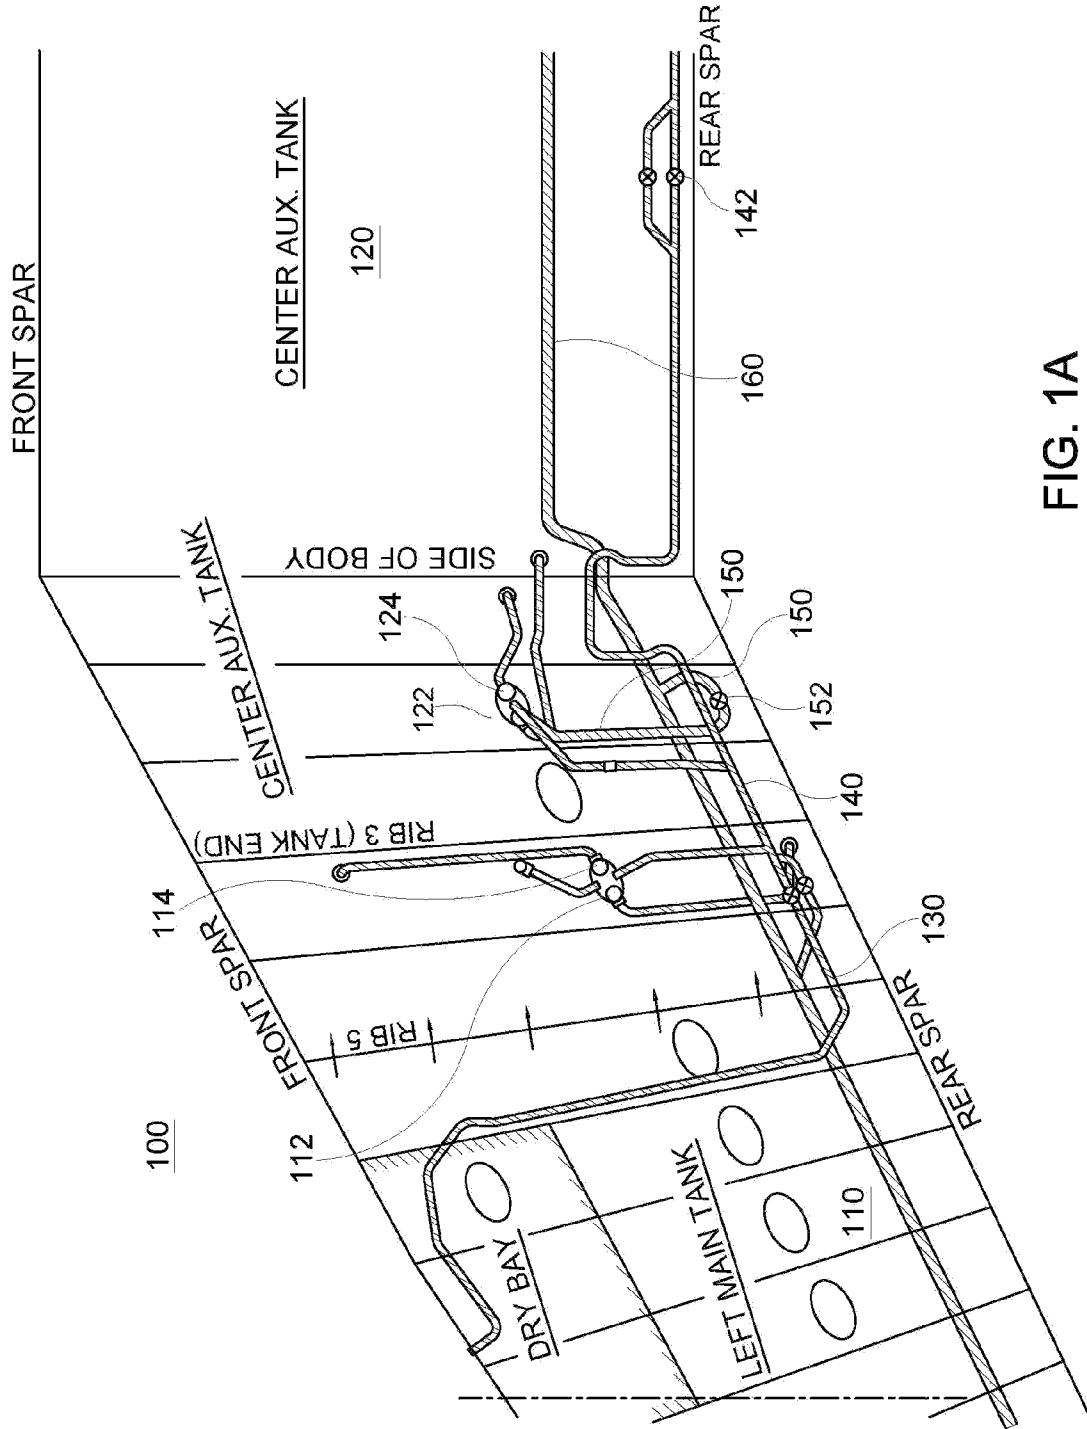 FRONT SPAR
CENTER AUX. TANK
120
REAR SPAR
142
160
SIDE OF BODY
CENTER AUX. TANK
124
122
150
150
152
140
RIB 3 (TANK END)
114
FRONT SPAR
RIB 5
130
REAR SPAR
100
112
DRY BAY
LEFT MAIN TANK
110
FIG. 1A